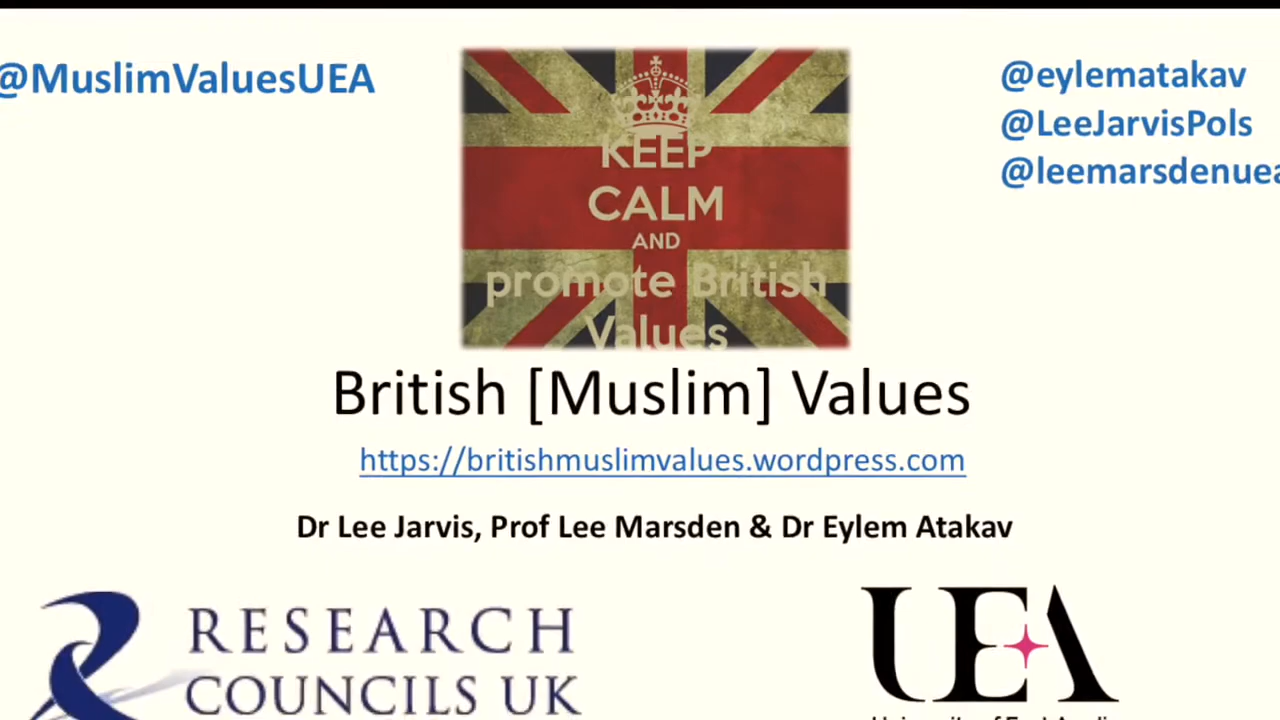 @MuslimValuesUEA
@eylematakav
@LeeJarvisPols
@leemarsdenuea
KEEP
CALM
AND
promote British
Values
British [Muslim] Values
https://britishmuslimvalues.wordpress.com
Dr Lee Jarvis, Prof Lee Marsden & Dr Eylem Atakav
RESEARCH
COUNCILS UK
UEA